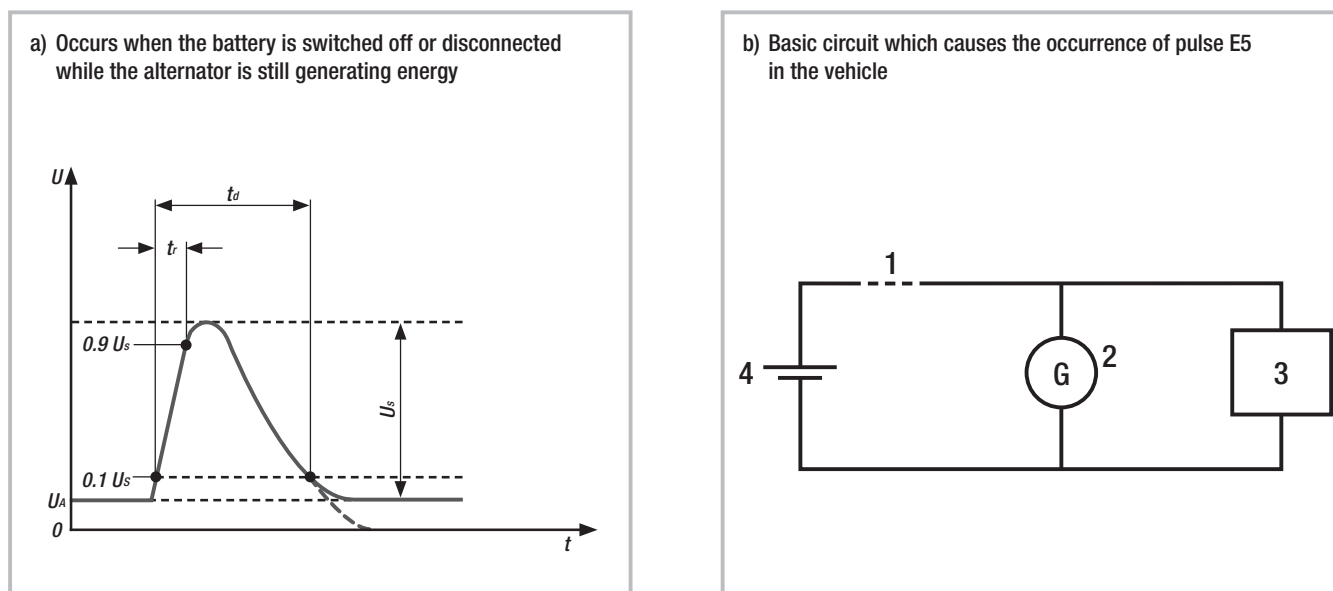 a) Occurs when the battery is switched off or disconnected
while the alternator is still generating energy
U
td
tr
0.9 Us
Us
0.1 Us
UA
0
t
b) Basic circuit which causes the occurrence of pulse E5
in the vehicle
1
4
G
2
3